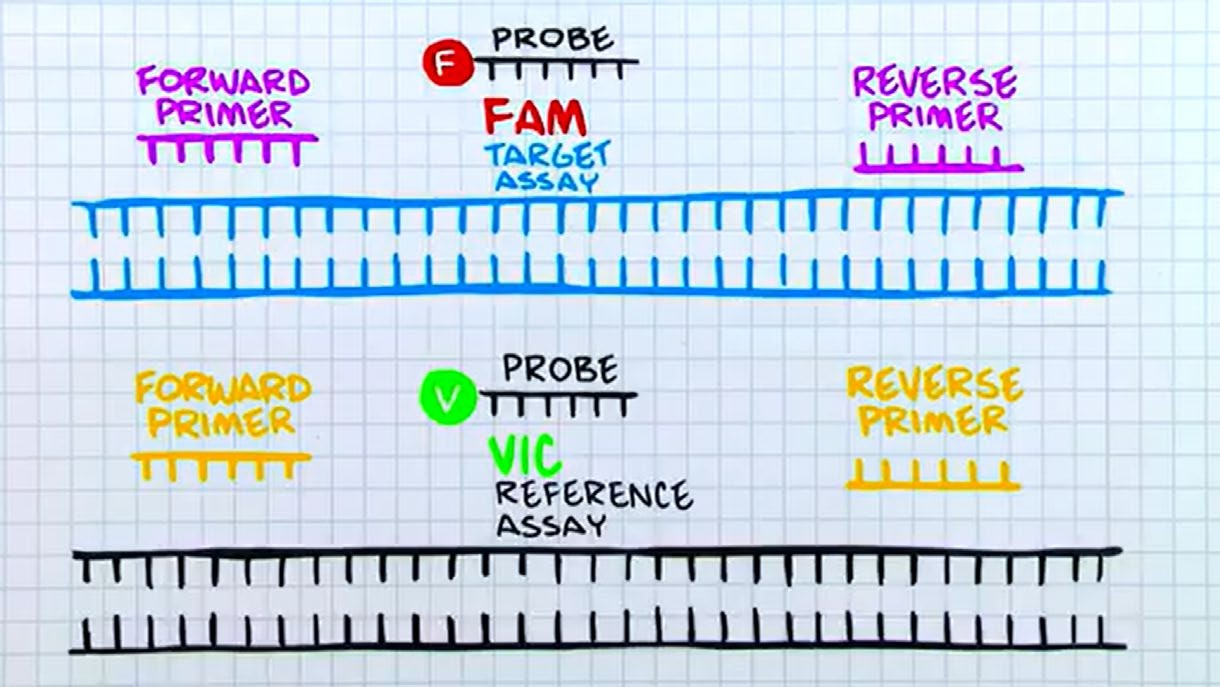 FORWARD
PRIMER
F
PROBE
FAM
TARGET
ASSAY
REVERSE
PRIMER
FORWARD
PRIMER
V
PROBE
VIC
REFERENCE
ASSAY
REVERSE
PRIMER